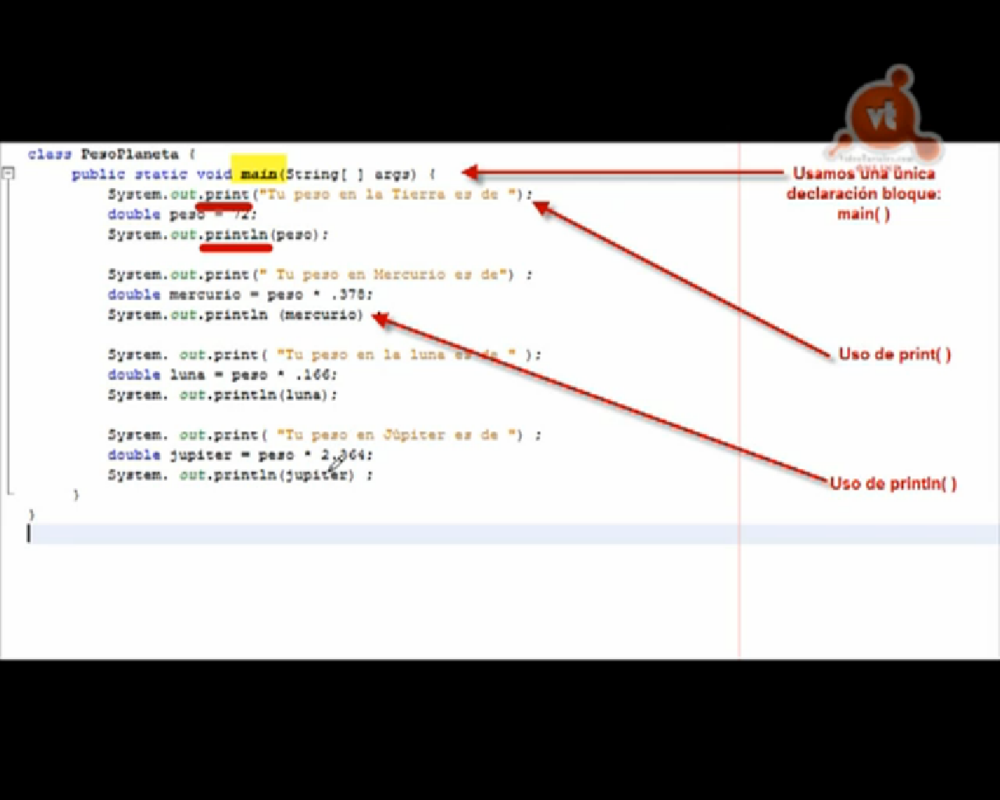 vt
class PesoPlaneta {
public static void main(String[ ] args) {
System.out.print("Tu peso en la Tierra es de ");
double peso = 72;
System.out.println(peso);
System.out.print(" Tu peso en Mercurio es de") ;
double mercurio = peso * .378;
System.out.println (mercurio)
System. out.print( "Tu peso en la luna es de " );
double luna = peso * .166;
System. out.println(luna);
System. out.print( "Tu peso en Júpiter es de ") ;
double jupiter = peso * 2.364;
System. out.println(jupiter) ;
}
}
Usamos una única
declaración bloque:
main( )
Uso de print( )
Uso de println( )